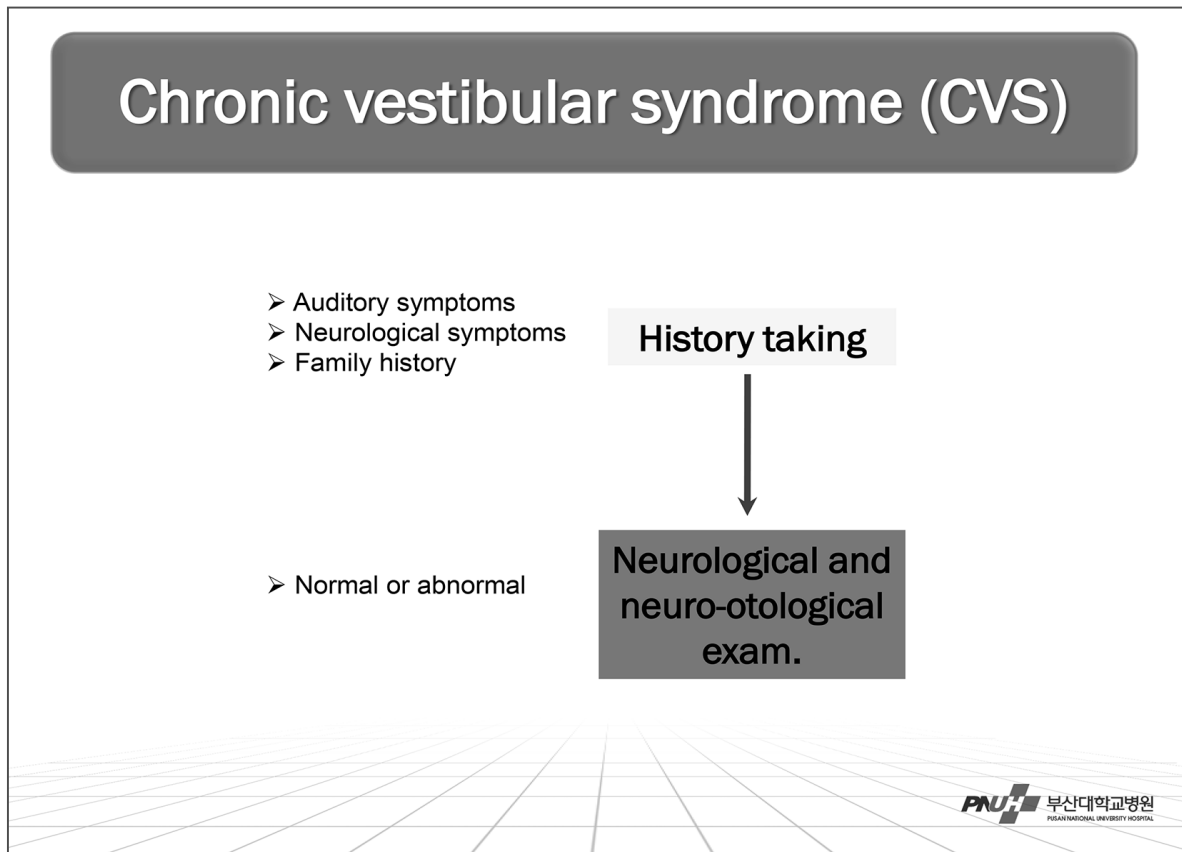 Chronic vestibular syndrome (CVS)
➢ Auditory symptoms
➢ Neurological symptoms
➢ Family history
History taking
➢ Normal or abnormal
Neurological and
neuro-otological
exam.
PNUH 부산대학교병원
PUSAN NATIONAL UNIVERSITY HOSPITAL